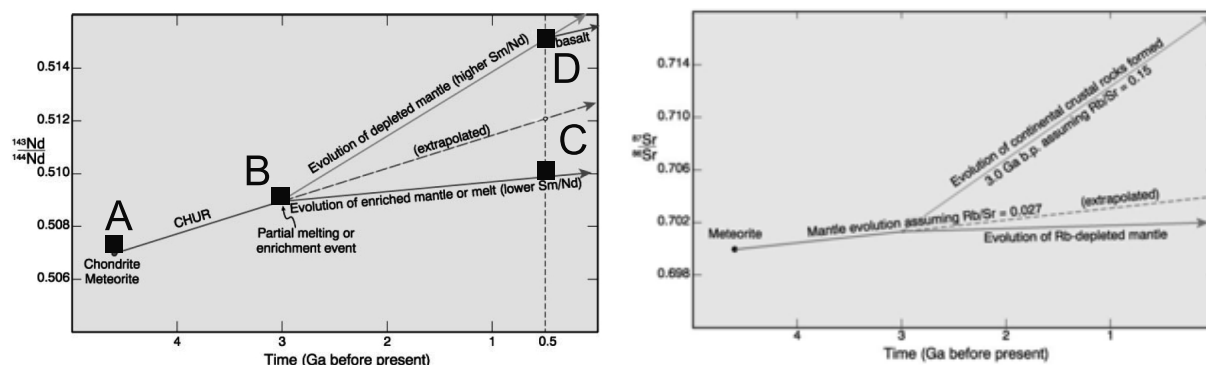 0.514
0.512
0.510
0.508
0.506
143Nd
144Nd
A
B
C
D
Evolution of depleted mantle (higher Sm/Nd)
basalt
(extrapolated)
Evolution of enriched mantle or melt (lower Sm/Nd)
CHUR
Partial melting or
enrichment event
Chondrite
Meteorite
4
3
2
1
0.5
Time (Ga before present)
0.714
0.710
0.706
0.702
0.698
87Sr
86Sr
Evolution of continental crustal rocks formed
3.0 Ga b.p. assuming Rb/Sr = 0.15
Meteorite
Mantle evolution assuming Rb/Sr = 0.027
(extrapolated)
Evolution of Rb-depleted mantle
4
3
2
1
Time (Ga before present)